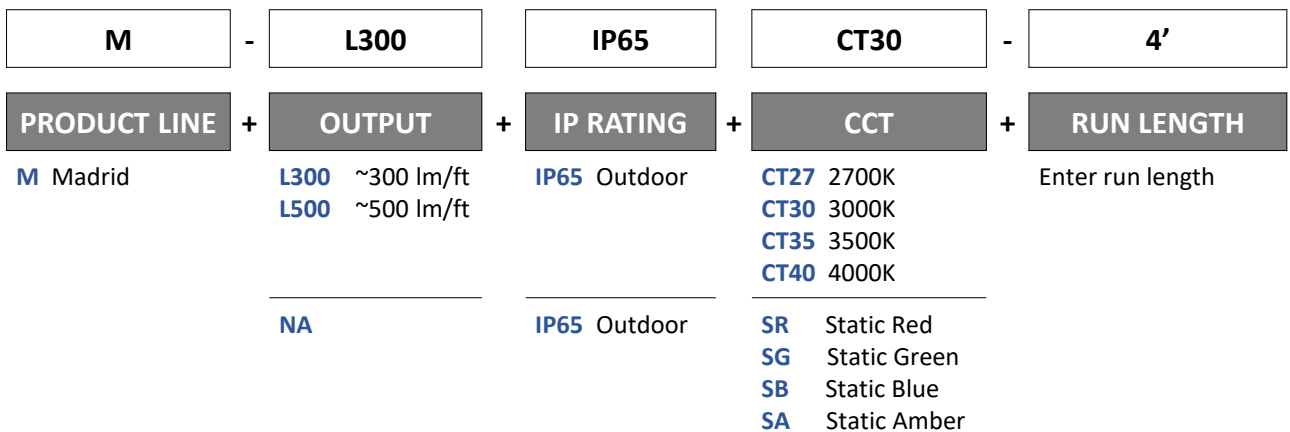 M - L300 IP65 CT30 - 4’
PRODUCT LINE + OUTPUT + IP RATING + CCT + RUN LENGTH
M Madrid L300 ~300 lm/ft IP65 Outdoor CT27 2700K Enter run length
L500 ~500 lm/ft CT30 3000K
CT35 3500K
CT40 4000K
NA IP65 Outdoor SR Static Red
SG Static Green
SB Static Blue
SA Static Amber